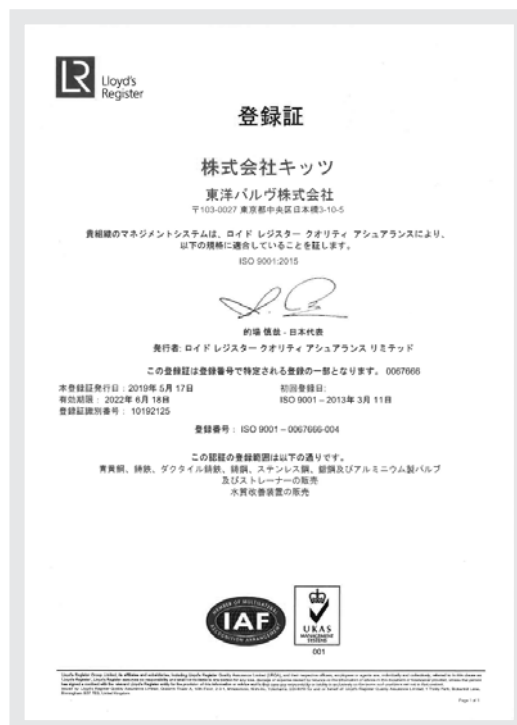 LR
Lloyd's
Register
登録証
株式会社キッツ
東洋バルヴ株式会社
〒103-0027 東京都中央区日本橋3-10-5
貴組織のマネジメントシステムは、ロイド レジスター クオリティ アシュアランスにより、
以下の規格に適合していることを証します。
ISO 9001:2015
的場 慎哉 - 日本代表
発行者: ロイド レジスター クオリティ アシュアランス リミテッド
この登録証は登録番号で特定される登録の一部となります。 0067666
本登録証発行日：2019年 5月 17日 初回登録日:
有効期限： 2022年 6月 18日 ISO 9001 – 2013年 3月 11日
登録証識別番号： 10192125
登録番号： ISO 9001 – 0067666-004
この認証の登録範囲は以下の通りです。
青黄銅、鋳鉄、ダクタイル鋳鉄、鋳鋼、ステンレス鋼、鍛鋼及びアルミニウム製バルブ
及びストレーナーの販売
水質改善装置の販売
MEMBER OF MULTILATERAL
IAF
RECOGNITION ARRANGEMENT
UKAS
MANAGEMENT
SYSTEMS
001
Page 1 of 1